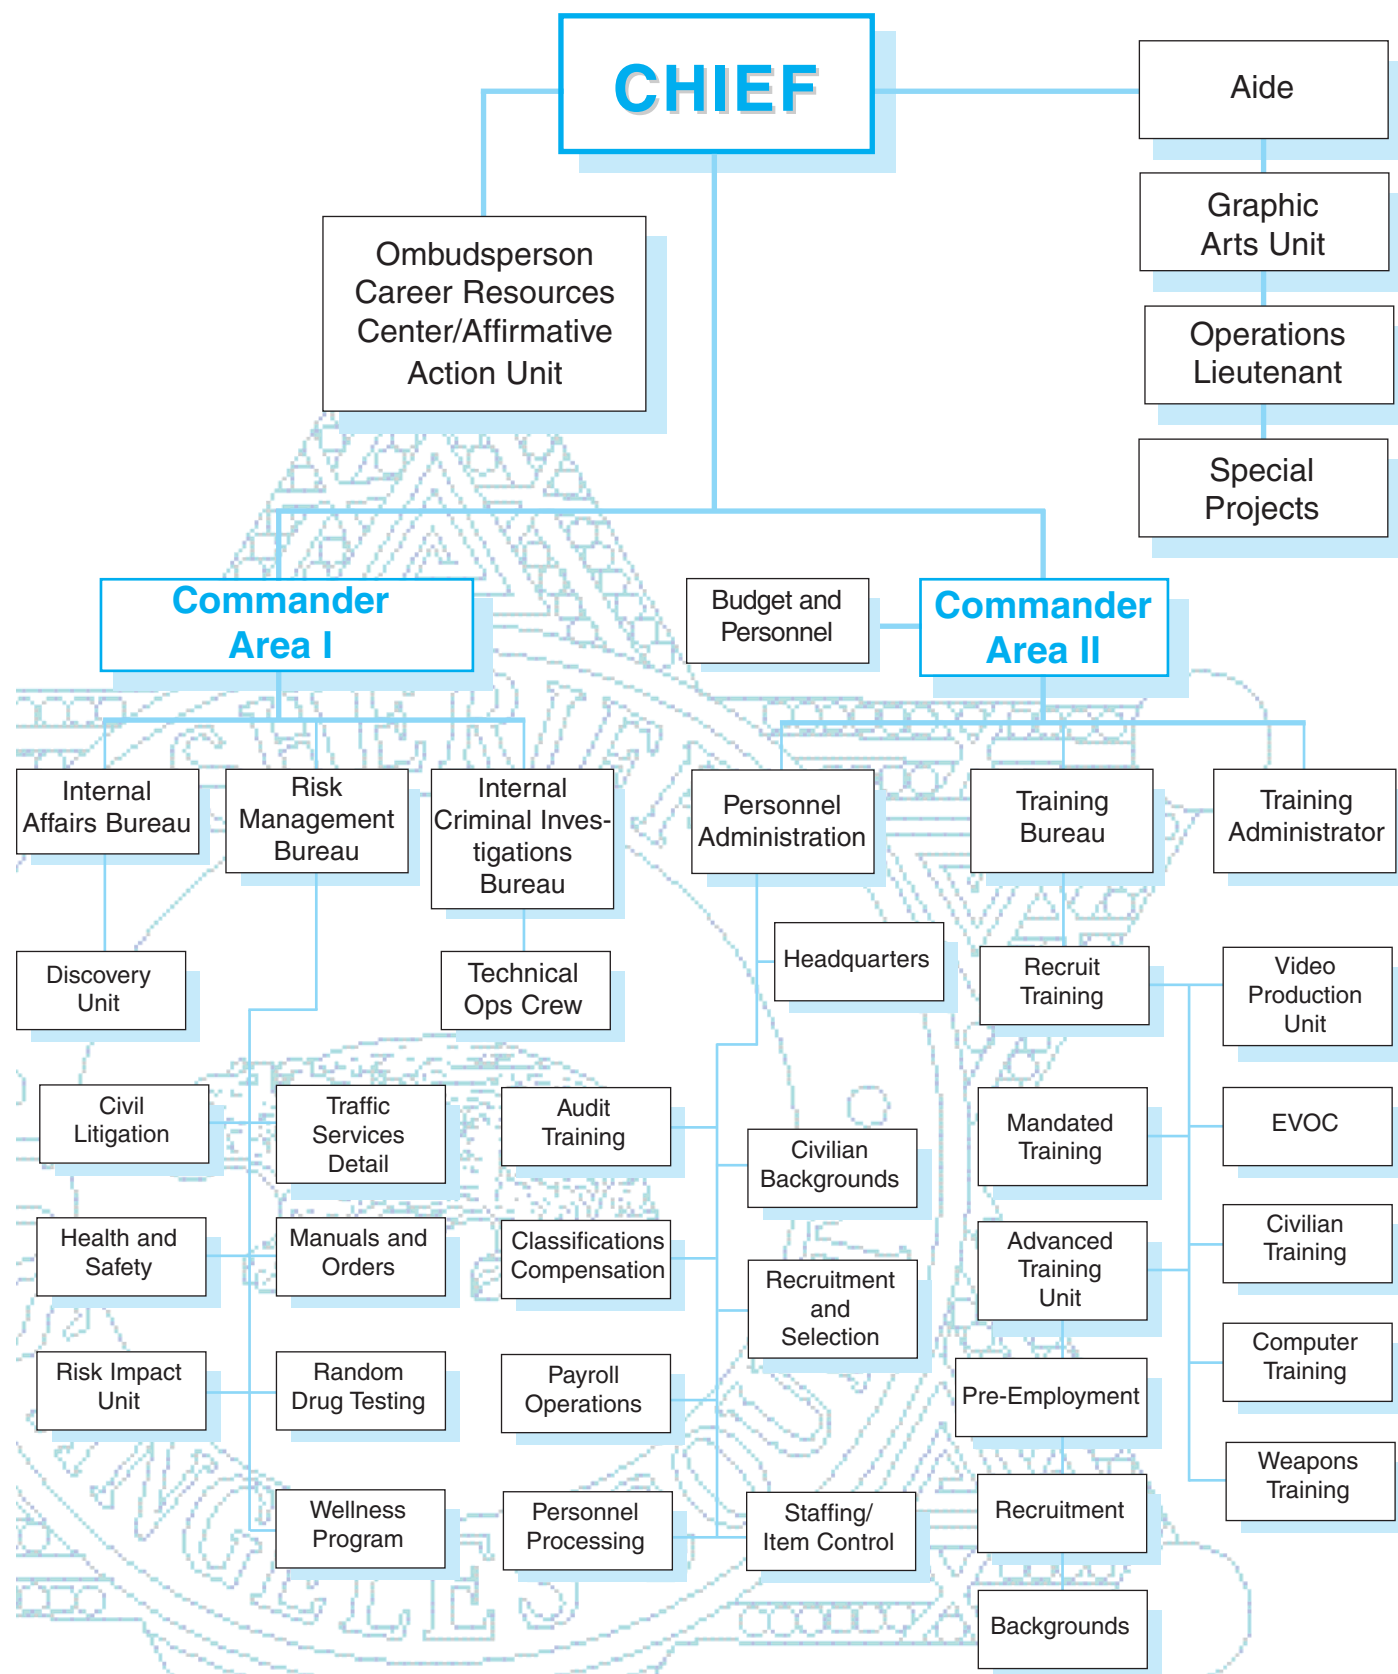 CHIEF
Aide
Graphic
Arts Unit
Operations
Lieutenant
Special
Projects
Ombudsperson
Career Resources
Center/Affirmative
Action Unit
Commander
Area I
Budget and
Personnel
Commander
Area II
Internal
Affairs Bureau
Risk
Management
Bureau
Internal
Criminal Inves-
tigations
Bureau
Personnel
Administration
Training
Bureau
Training
Administrator
Discovery
Unit
Technical
Ops Crew
Headquarters
Recruit
Training
Video
Production
Unit
Civil
Litigation
Traffic
Services
Detail
Audit
Training
Civilian
Backgrounds
Mandated
Training
EVOC
Health and
Safety
Manuals and
Orders
Classifications
Compensation
Recruitment
and
Selection
Advanced
Training
Unit
Civilian
Training
Risk Impact
Unit
Random
Drug Testing
Payroll
Operations
Pre-Employment
Computer
Training
Wellness
Program
Personnel
Processing
Staffing/
Item Control
Recruitment
Weapons
Training
Backgrounds